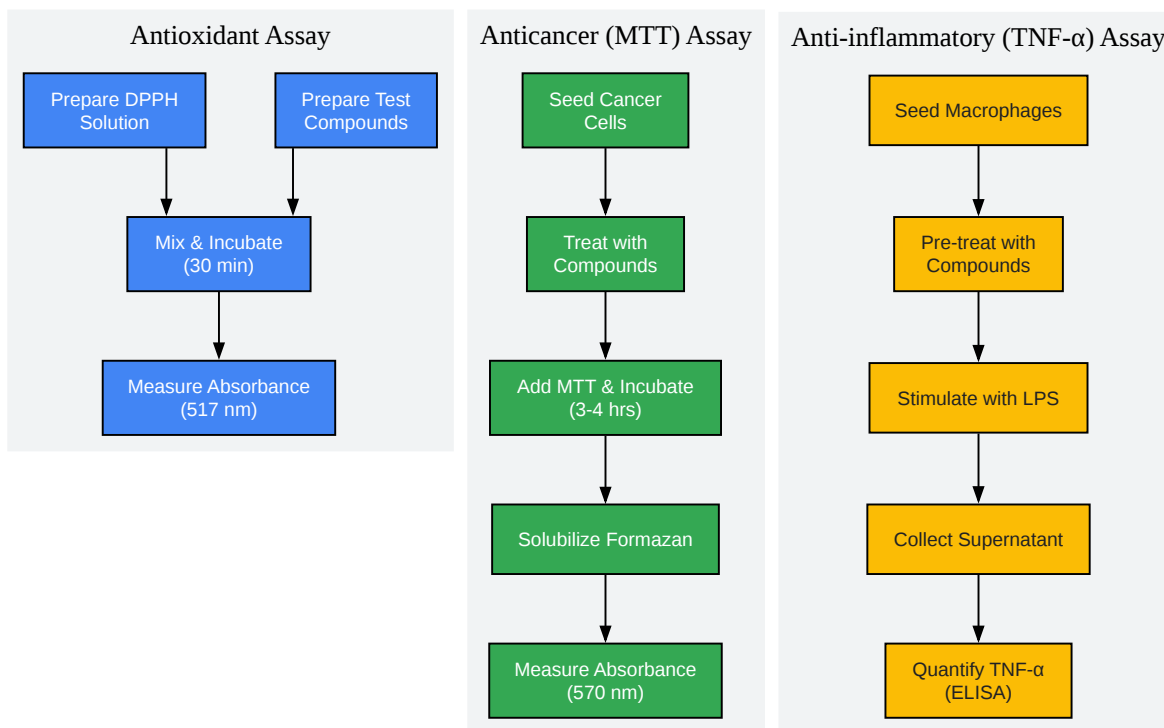 Antioxidant Assay
Prepare DPPH
Solution
Prepare Test
Compounds
Mix & Incubate
(30 min)
Measure Absorbance
(517 nm)
Anticancer (MTT) Assay
Seed Cancer
Cells
Treat with
Compounds
Add MTT & Incubate
(3-4 hrs)
Solubilize Formazan
Measure Absorbance
(570 nm)
Anti-inflammatory (TNF-α) Assay
Seed Macrophages
Pre-treat with
Compounds
Stimulate with LPS
Collect Supernatant
Quantify TNF-α
(ELISA)